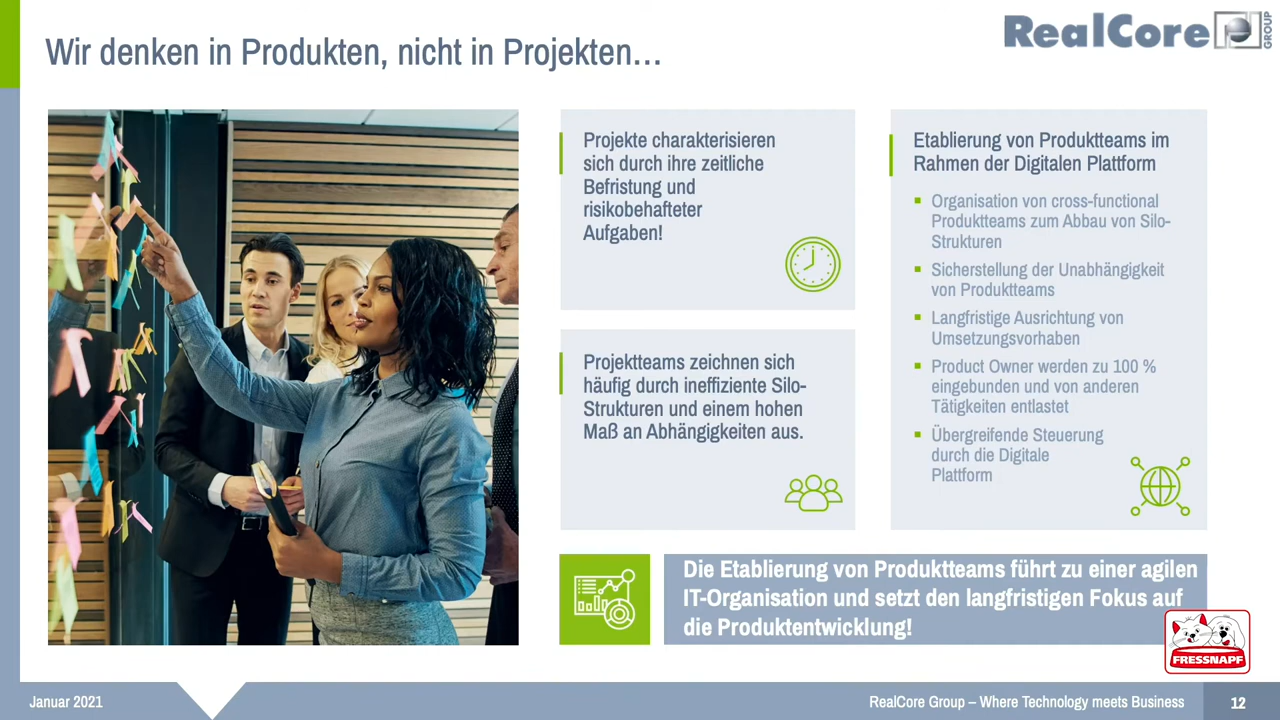 Wir denken in Produkten, nicht in Projekten...
RealCore
GROUP
Projekte charakterisieren
sich durch ihre zeitliche
Befristung und
risikobehafteter
Aufgaben!
Projektteams zeichnen sich
häufig durch ineffiziente Silo-
Strukturen und einem hohen
Maß an Abhängigkeiten aus.
Etablierung von Produktteams im
Rahmen der Digitalen Plattform
Organisation von cross-functional
Produktteams zum Abbau von Silo-
Strukturen
Sicherstellung der Unabhängigkeit
von Produktteams
Langfristige Ausrichtung von
Umsetzungsvorhaben
Product Owner werden zu 100 %
eingebunden und von anderen
Tätigkeiten entlastet
Übergreifende Steuerung
durch die Digitale
Plattform
Die Etablierung von Produktteams führt zu einer agilen
IT-Organisation und setzt den langfristigen Fokus auf
die Produktentwicklung!
FRESSNAPF
Januar 2021
RealCore Group – Where Technology meets Business
12